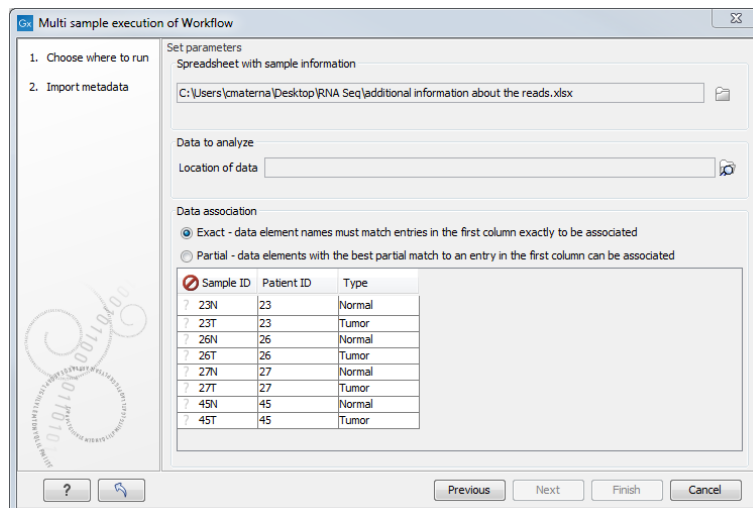 Gx Multi sample execution of Workflow
1. Choose where to run
2. Import metadata
Set parameters
Spreadsheet with sample information
C:\Users\cmaterna\Desktop\RNA Seq\additional information about the reads.xlsx
Data to analyze
Location of data
Data association
Exact - data element names must match entries in the first column exactly to be associated
Partial - data elements with the best partial match to an entry in the first column can be associated
Sample ID Patient ID Type
? 23N 23 Normal
? 23T 23 Tumor
? 26N 26 Normal
? 26T 26 Tumor
? 27N 27 Normal
? 27T 27 Tumor
? 45N 45 Normal
? 45T 45 Tumor
? Previous Next Finish Cancel